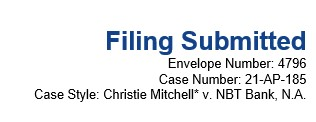 Filing Submitted
Envelope Number: 4796
Case Number: 21-AP-185
Case Style: Christie Mitchell* v. NBT Bank, N.A.